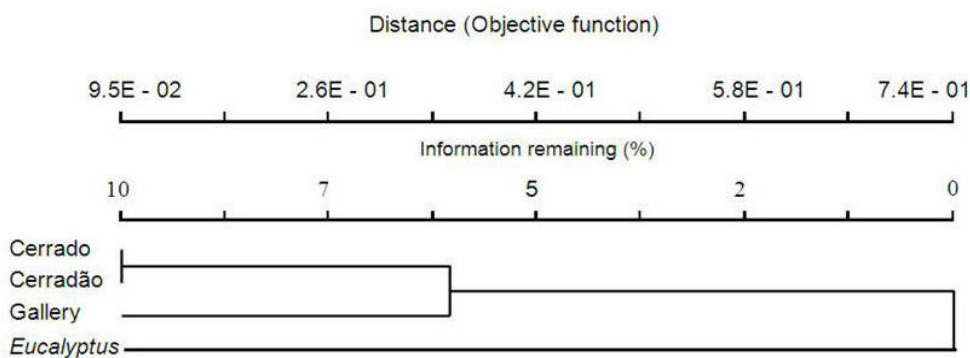 Distance (Objective function)
9.5E - 02 2.6E - 01 4.2E - 01 5.8E - 01 7.4E - 01
Information remaining (%)
10 7 5 2 0
Cerrado
Cerradão
Gallery
Eucalyptus